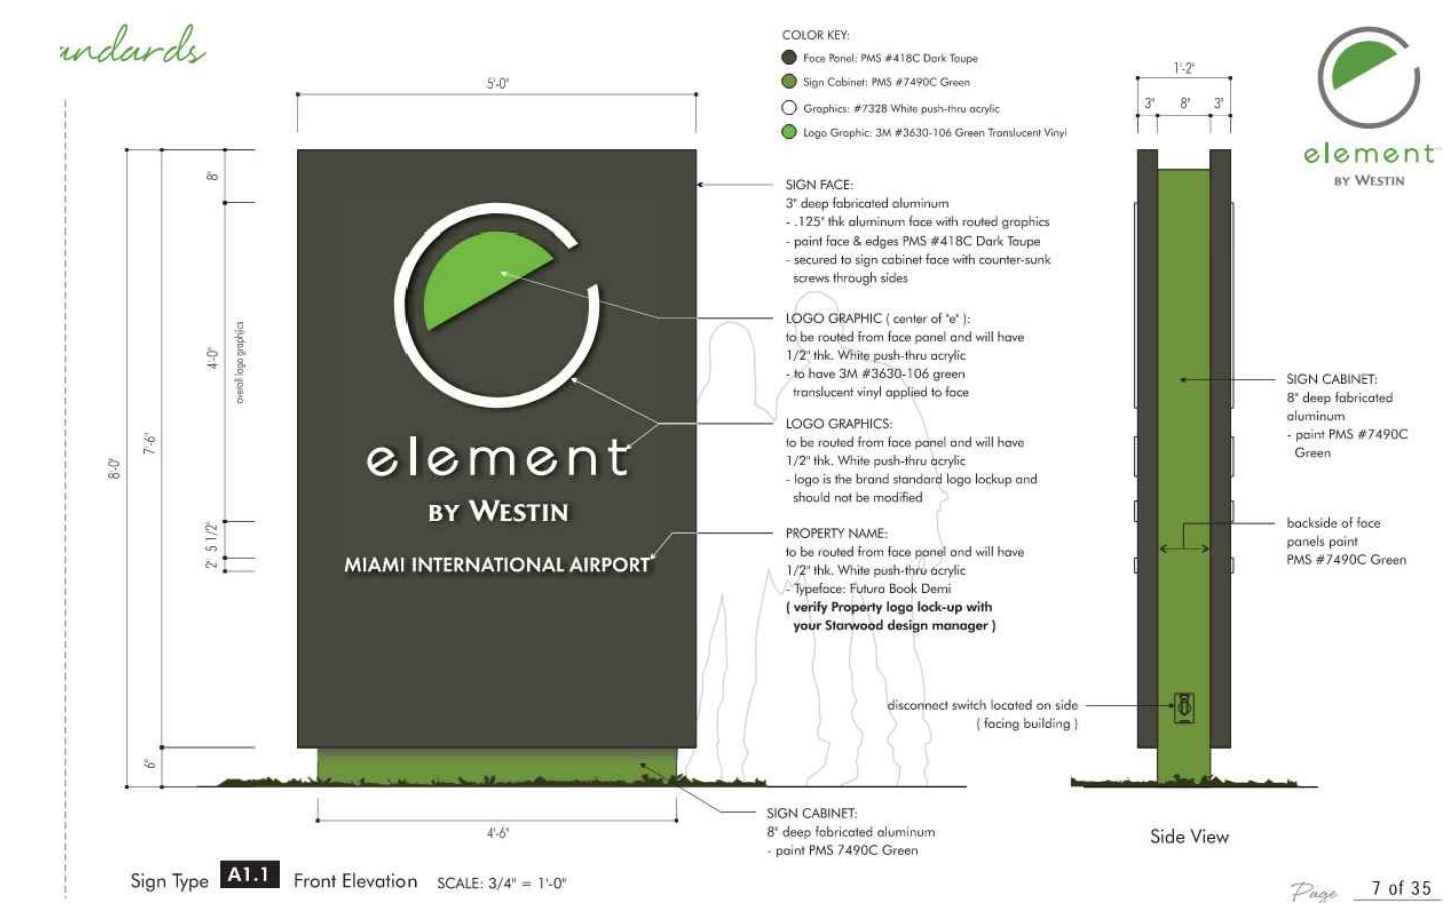 andards
COLOR KEY:
Face Panel: PMS #418C Dark Taupe
Sign Cabinet: PMS #7490C Green
Graphics: #7328 White push-thru acrylic
Logo Graphic: 3M #3630-106 Green Translucent Vinyl
element
BY WESTIN
5'-0"
8"
4'-0"
overall logo graphics
7'-6"
8'-0"
5 1/2"
2"
6"
element
BY WESTIN
MIAMI INTERNATIONAL AIRPORT
4'-6"
SIGN FACE:
3" deep fabricated aluminum
- .125" thk aluminum face with routed graphics
- paint face & edges PMS #418C Dark Taupe
- secured to sign cabinet face with counter-sunk
screws through sides
LOGO GRAPHIC ( center of "e" ):
to be routed from face panel and will have
1/2" thk. White push-thru acrylic
- to have 3M #3630-106 green
translucent vinyl applied to face
LOGO GRAPHICS:
to be routed from face panel and will have
1/2" thk. White push-thru acrylic
- logo is the brand standard logo lockup and
should not be modified
PROPERTY NAME:
to be routed from face panel and will have
1/2" thk. White push-thru acrylic
- Typeface: Futura Book Demi
( verify Property logo lock-up with
your Starwood design manager )
disconnect switch located on side
( facing building )
SIGN CABINET:
8" deep fabricated aluminum
- paint PMS 7490C Green
1'-2"
3" 8" 3"
SIGN CABINET:
8" deep fabricated
aluminum
- paint PMS #7490C
Green
backside of face
panels paint
PMS #7490C Green
Side View
Sign Type A1.1 Front Elevation SCALE: 3/4" = 1'-0"
Page 7 of 35